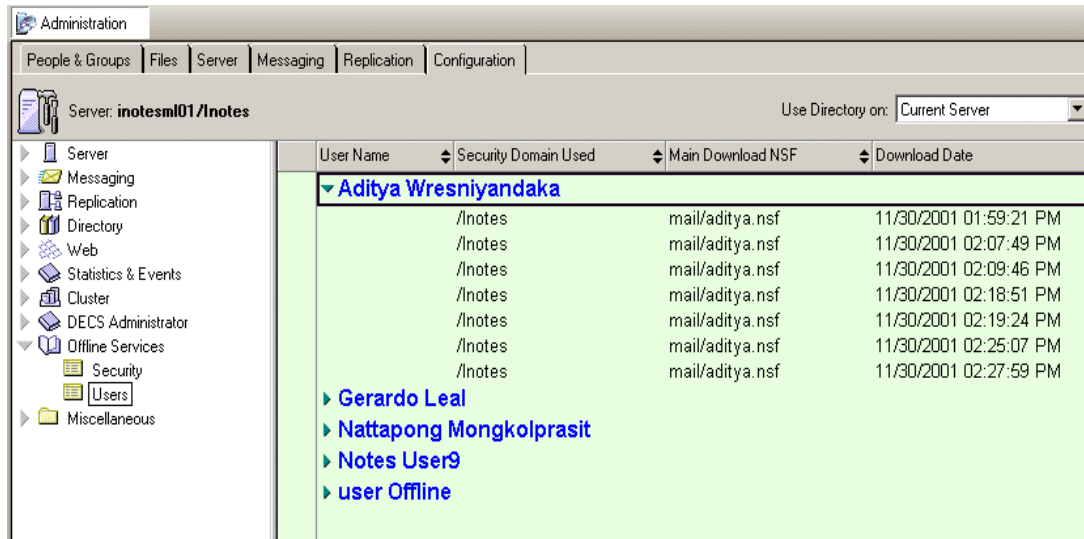 Administration
People & Groups Files Server Messaging Replication Configuration
Server: inotesml01/Inotes Use Directory on: Current Server
Server
Messaging
Replication
Directory
Web
Statistics & Events
Cluster
DECS Administrator
Offline Services
Security
Users
Miscellaneous
User Name Security Domain Used Main Download NSF Download Date
Aditya Wresniyandaka
/Inotes mail/aditya.nsf 11/30/2001 01:59:21 PM
/Inotes mail/aditya.nsf 11/30/2001 02:07:49 PM
/Inotes mail/aditya.nsf 11/30/2001 02:09:46 PM
/Inotes mail/aditya.nsf 11/30/2001 02:18:51 PM
/Inotes mail/aditya.nsf 11/30/2001 02:19:24 PM
/Inotes mail/aditya.nsf 11/30/2001 02:25:07 PM
/Inotes mail/aditya.nsf 11/30/2001 02:27:59 PM
Gerardo Leal
Nattapong Mongkolprasit
Notes User9
user Offline